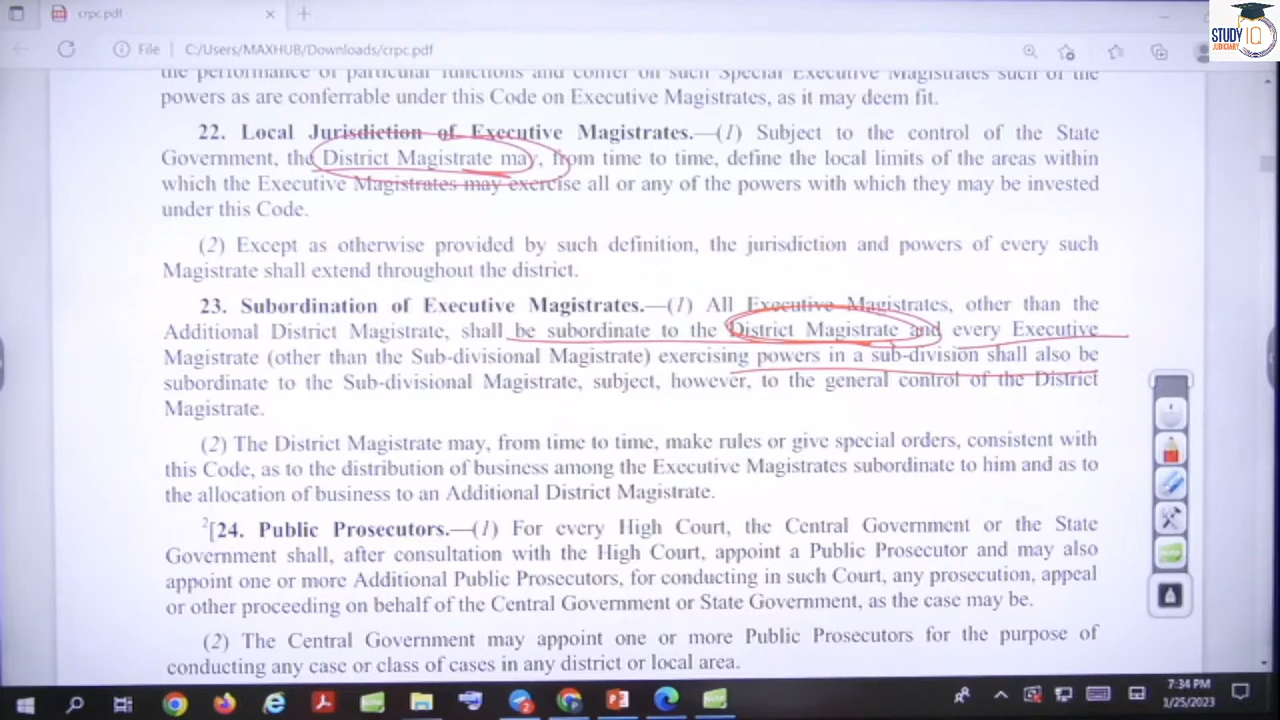 crpc.pdf
File
C:/Users/MAXHUB/Downloads/crpc.pdf
STUDY IQ
JUDICIARY
the performance of particular functions and confer on such Special Executive Magistrates such of the
powers as are conferrable under this Code on Executive Magistrates, as it may deem fit.
22. Local Jurisdiction of Executive Magistrates.—(1) Subject to the control of the State
Government, the District Magistrate may, from time to time, define the local limits of the areas within
which the Executive Magistrates may exercise all or any of the powers with which they may be invested
under this Code.
(2) Except as otherwise provided by such definition, the jurisdiction and powers of every such
Magistrate shall extend throughout the district.
23. Subordination of Executive Magistrates.—(1) All Executive Magistrates, other than the
Additional District Magistrate, shall be subordinate to the District Magistrate and every Executive
Magistrate (other than the Sub-divisional Magistrate) exercising powers in a sub-division shall also be
subordinate to the Sub-divisional Magistrate, subject, however, to the general control of the District
Magistrate.
(2) The District Magistrate may, from time to time, make rules or give special orders, consistent with
this Code, as to the distribution of business among the Executive Magistrates subordinate to him and as to
the allocation of business to an Additional District Magistrate.
2[24. Public Prosecutors.—(1) For every High Court, the Central Government or the State
Government shall, after consultation with the High Court, appoint a Public Prosecutor and may also
appoint one or more Additional Public Prosecutors, for conducting in such Court, any prosecution, appeal
or other proceeding on behalf of the Central Government or State Government, as the case may be.
(2) The Central Government may appoint one or more Public Prosecutors for the purpose of
conducting any case or class of cases in any district or local area.
7:34 PM
1/25/2023